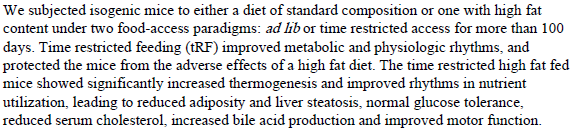 We subjected isogenic mice to either a diet of standard composition or one with high fat
content under two food-access paradigms: ad lib or time restricted access for more than 100
days. Time restricted feeding (tRF) improved metabolic and physiologic rhythms, and
protected the mice from the adverse effects of a high fat diet. The time restricted high fat fed
mice showed significantly increased thermogenesis and improved rhythms in nutrient
utilization, leading to reduced adiposity and liver steatosis, normal glucose tolerance,
reduced serum cholesterol, increased bile acid production and improved motor function.